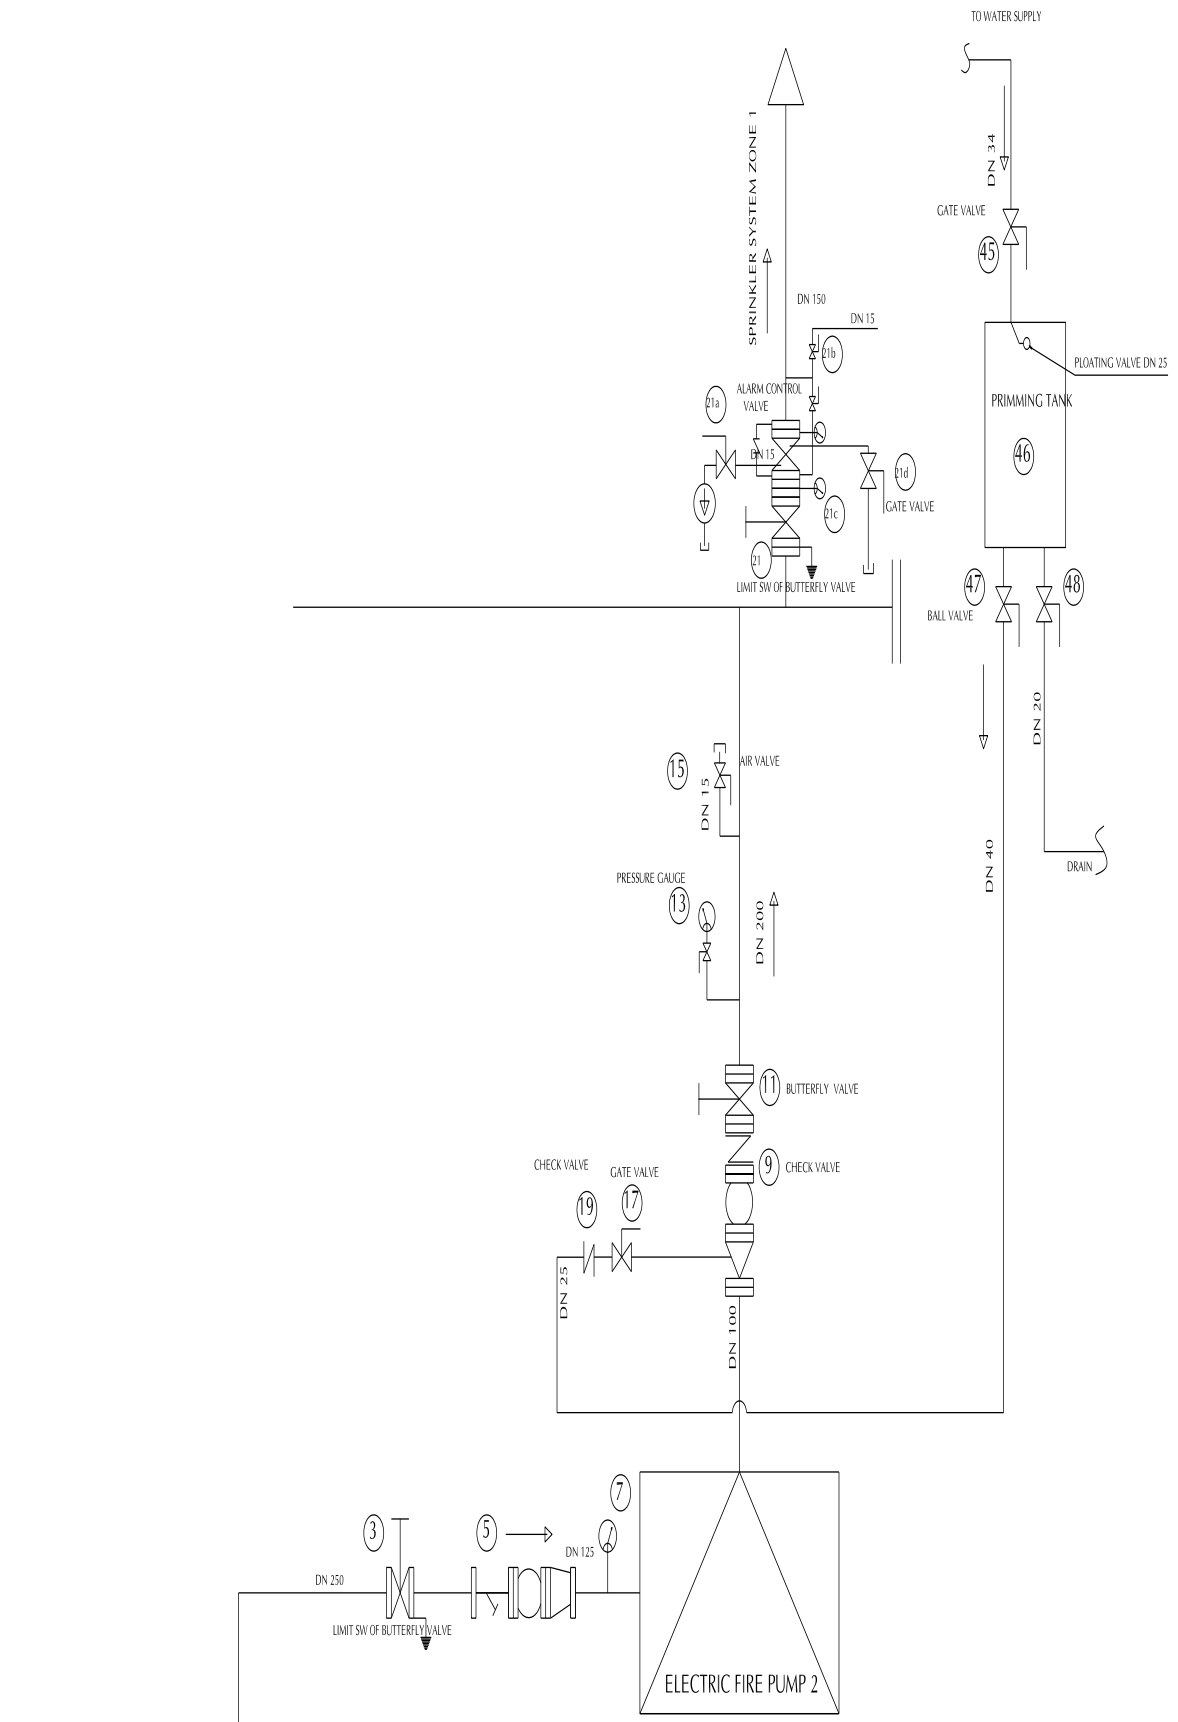 TO WATER SUPPLY
SPRINKLER SYSTEM ZONE 1
DN 34
GATE VALVE
45
DN 150
DN 15
21b
PLOATING VALVE DN 25
ALARM CONTROL
VALVE
21a
PRIMMING TANK
46
DN 15
21d
GATE VALVE
21c
21
LIMIT SW OF BUTTERFLY VALVE
47
48
BALL VALVE
DN 20
15
AIR VALVE
DN 15
DN 40
DRAIN
PRESSURE GAUGE
13
DN 200
11
BUTTERFLY VALVE
CHECK VALVE
GATE VALVE
9
CHECK VALVE
19
17
DN 25
DN 100
7
3
5
DN 125
DN 250
LIMIT SW OF BUTTERFLY VALVE
ELECTRIC FIRE PUMP 2